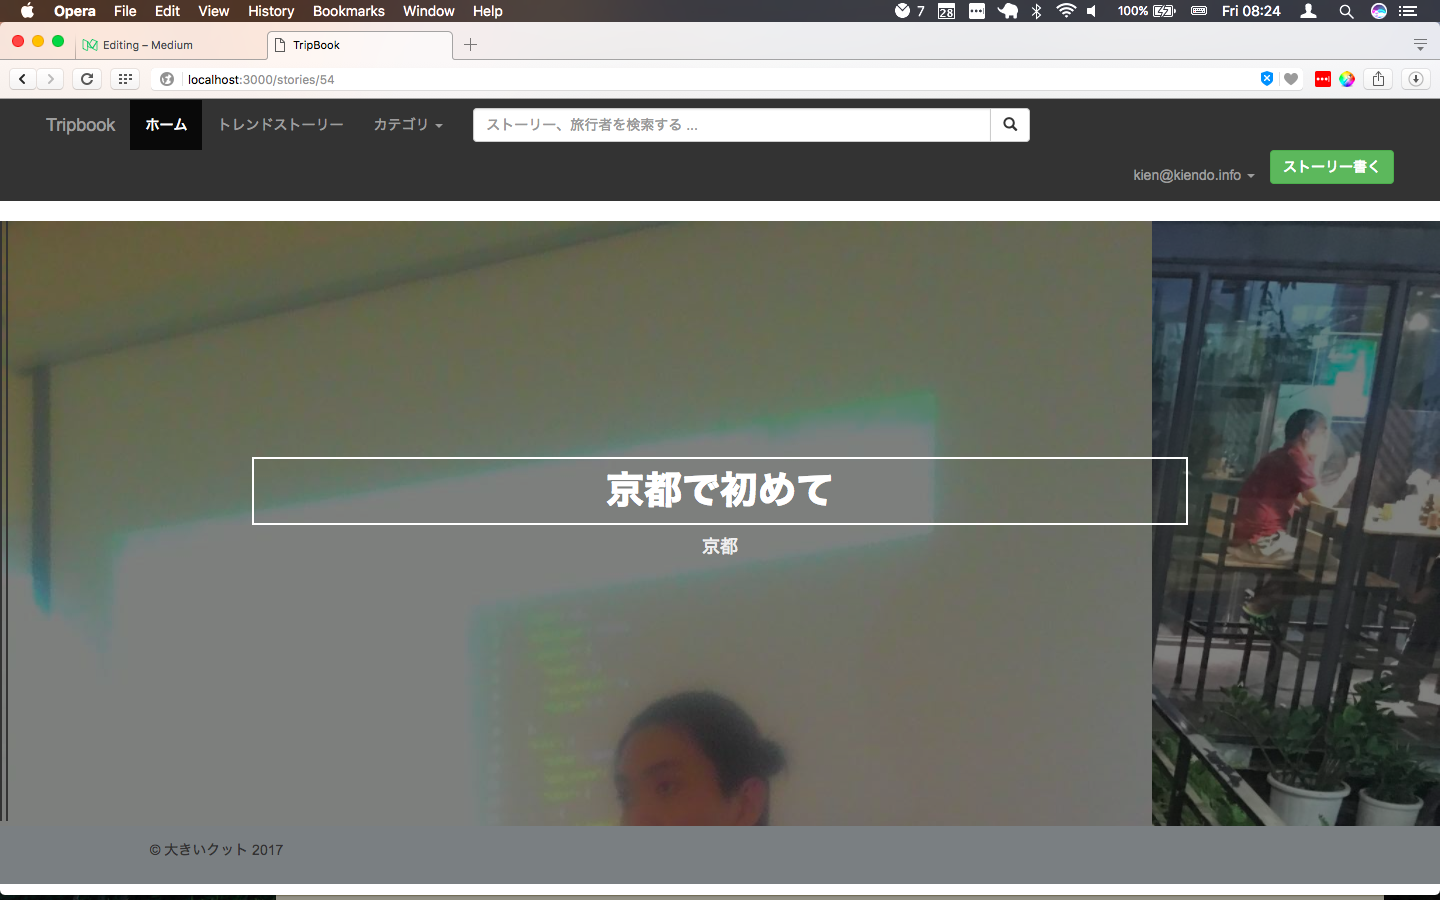 Opera File Edit View History Bookmarks Window Help 7 28 100% Fri 08:24
Editing – Medium
TripBook
localhost:3000/stories/54
Tripbook ホーム トレンドストーリー カテゴリ ストーリー、旅行者を検索する ...
kien@kiendo.info ストーリー書く
京都で初めて
京都
© 大きいクット 2017